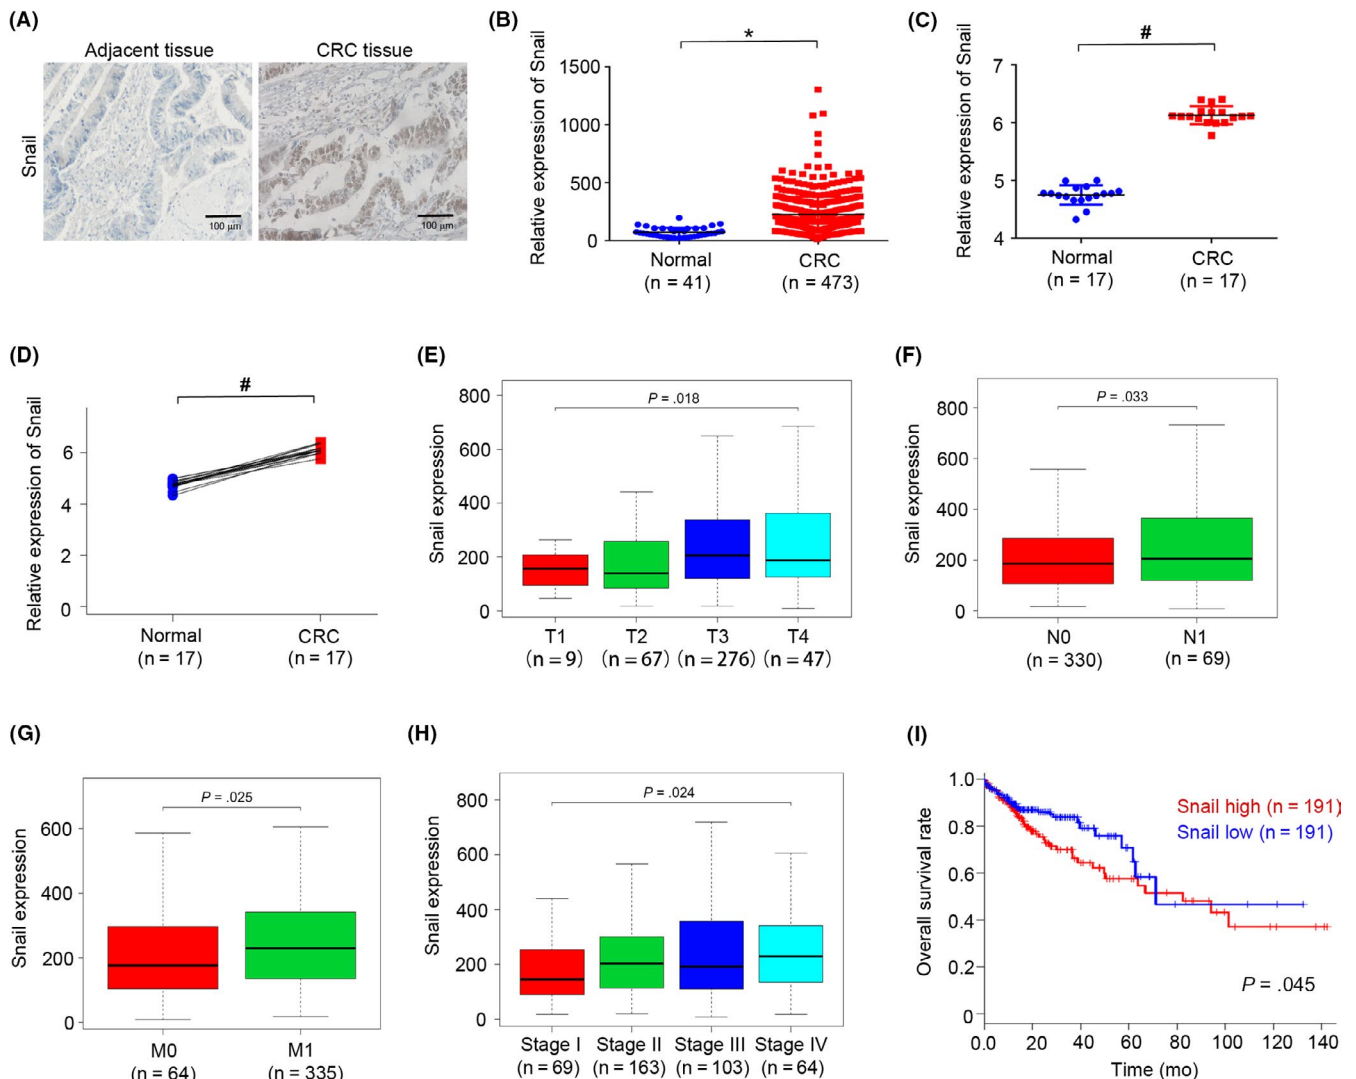 (A)
Adjacent tissue
CRC tissue
Snail
100 µm
100 µm
(B)
*
Relative expression of Snail
1500
1000
500
0
Normal
(n = 41)
CRC
(n = 473)
(C)
#
Relative expression of Snail
7
6
5
4
Normal
(n = 17)
CRC
(n = 17)
(D)
#
Relative expression of Snail
6
4
2
0
Normal
(n = 17)
CRC
(n = 17)
(E)
P = .018
Snail expression
800
600
400
200
0
T1
T2
T3
T4
(n = 9)
(n = 67)
(n = 276)
(n = 47)
(F)
P = .033
Snail expression
800
600
400
200
0
N0
N1
(n = 330)
(n = 69)
(G)
P = .025
Snail expression
600
400
200
0
M0
M1
(n = 64)
(n = 335)
(H)
P = .024
Snail expression
800
600
400
200
0
Stage I
Stage II
Stage III
Stage IV
(n = 69)
(n = 163)
(n = 103)
(n = 64)
(I)
Overall survival rate
1.0
0.8
0.6
0.4
0.2
0
Snail high (n = 191)
Snail low (n = 191)
P = .045
0.0
20
40
60
80
100
120
140
Time (mo)